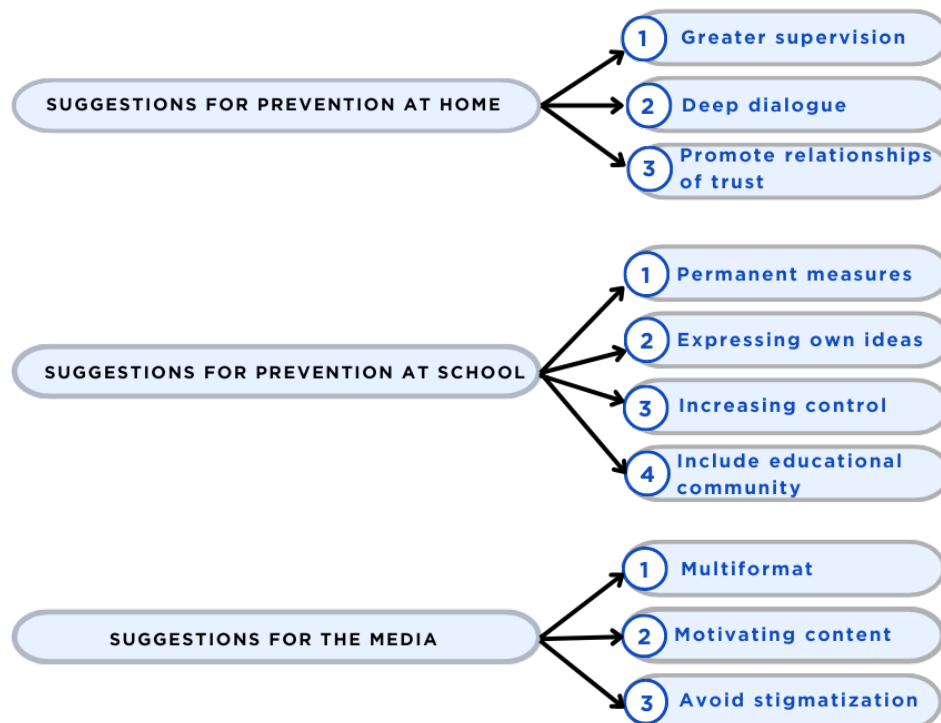 SUGGESTIONS FOR PREVENTION AT HOME
1 Greater supervision
2 Deep dialogue
3 Promote relationships
of trust
SUGGESTIONS FOR PREVENTION AT SCHOOL
1 Permanent measures
2 Expressing own ideas
3 Increasing control
4 Include educational
community
SUGGESTIONS FOR THE MEDIA
1 Multiformat
2 Motivating content
3 Avoid stigmatization